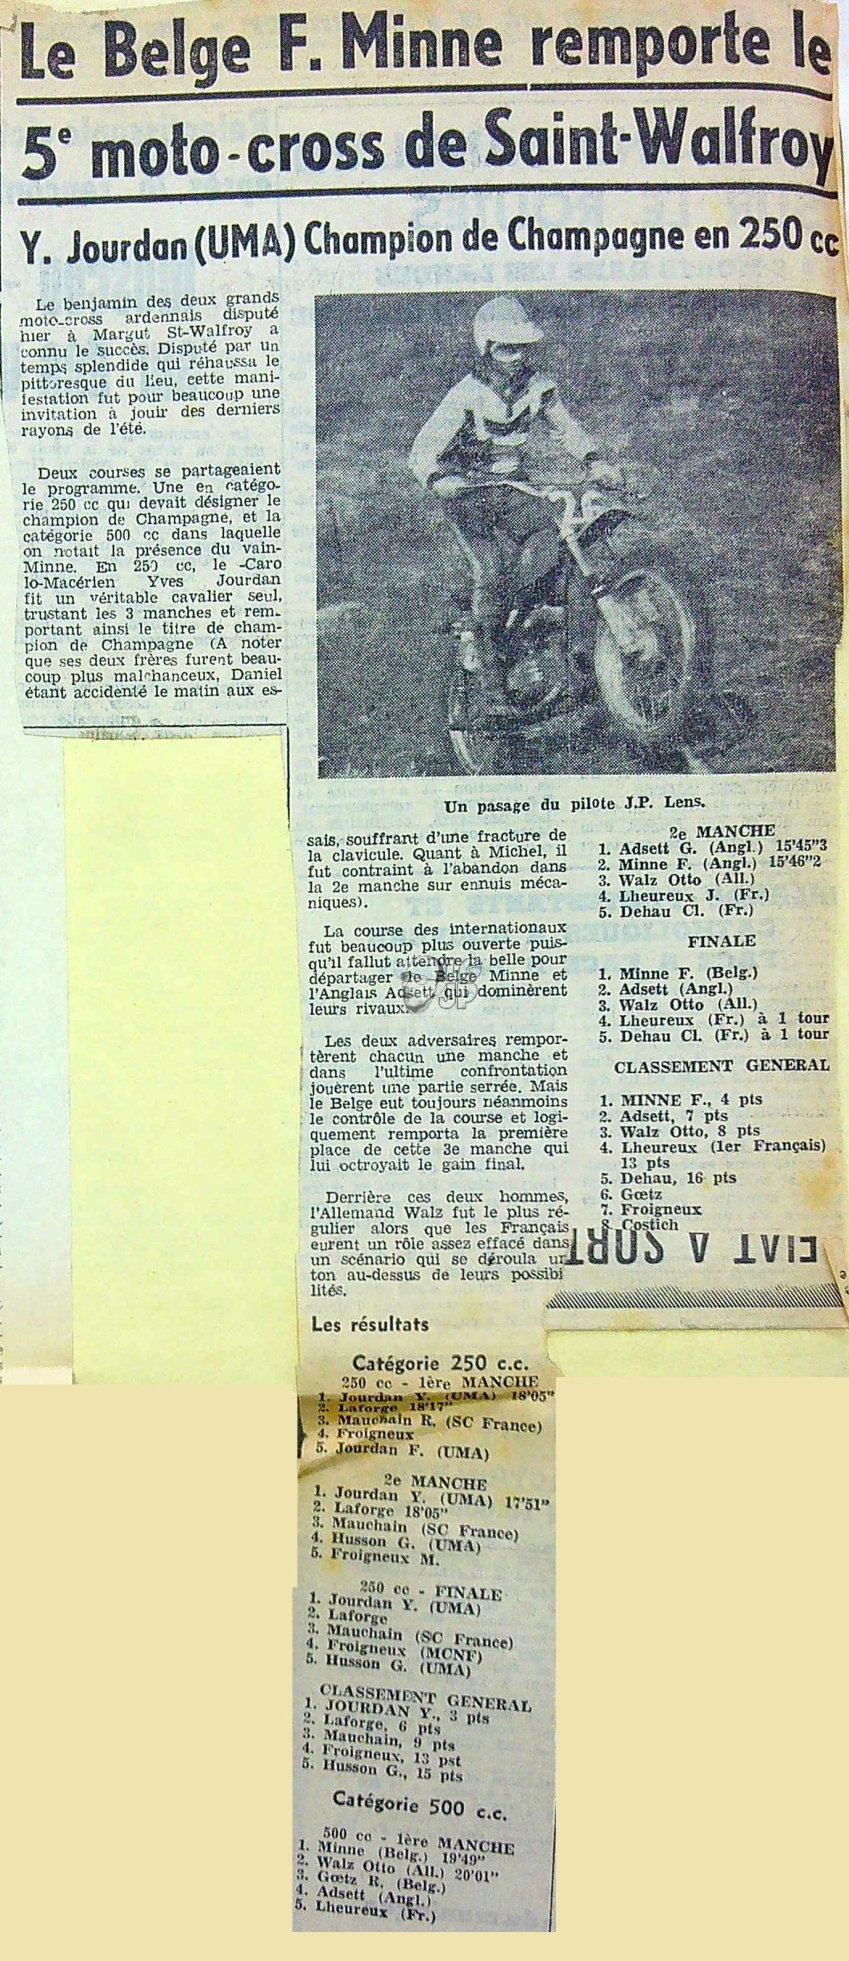 Le Belge F. Minne remporte le
5e moto-cross de Saint-Walfroy
Y. Jourdan (UMA) Champion de Champagne en 250 cc
Le benjamin des deux grands
moto-cross ardennais disputé
hier à Margut St-Walfroy a
connu le succès. Disputé par un
temps splendide qui réhaussa le
pittoresque du lieu, cette mani-
festation fut pour beaucoup une
invitation à jouir des derniers
rayons de l'été.
Deux courses se partageaient
le programme. Une en catégo-
rie 250 cc qui devait désigner le
champion de Champagne, et la
catégorie 500 cc dans laquelle
on notait la présence du vain-
Minne. En 250 cc, le -Caro
lo-Macérien Yves Jourdan
fit un véritable cavalier seul,
trustant les 3 manches et rem-
portant ainsi le titre de cham-
pion de Champagne (A noter
que ses deux frères furent beau-
coup plus malchanceux, Daniel
étant accidenté le matin aux es-
Un pasage du pilote J.P. Lens.
sais, souffrant d'une fracture de
la clavicule. Quant à Michel, il
fut contraint à l'abandon dans
la 2e manche sur ennuis méca-
niques).
La course des internationaux
fut beaucoup plus ouverte puis-
qu'il fallut attendre la belle pour
départager le Belge Minne et
l'Anglais Adsett qui dominèrent
leurs rivaux.
Les deux adversaires rempor-
tèrent chacun une manche et
dans l'ultime confrontation
jouèrent une partie serrée. Mais
le Belge eut toujours néanmoins
le contrôle de la course et logi-
quement remporta la première
place de cette 3e manche qui
lui octroyait le gain final.
Derrière ces deux hommes,
l'Allemand Walz fut le plus ré-
gulier alors que les Français
eurent un rôle assez effacé dans
un scénario qui se déroula un
ton au-dessus de leurs possibi
lités.
Les résultats
Catégorie 250 c.c.
250 cc - 1ère MANCHE
1. Jourdan Y. (UMA) 18'05"
2. Laforge 18'17"
3. Mauchain R. (SC France)
4. Froigneux
5. Jourdan F. (UMA)
2e MANCHE
1. Jourdan Y. (UMA) 17'51"
2. Laforge 18'05"
3. Mauchain (SC France)
4. Husson G. (UMA)
5. Froigneux M.
250 cc - FINALE
1. Jourdan Y. (UMA)
2. Laforge
3. Mauchain (SC France)
4. Froigneux (MCNF)
5. Husson G. (UMA)
CLASSEMENT GENERAL
1. JOURDAN Y., 3 pts
2. Laforge, 6 pts
3. Mauchain, 9 pts
4. Froigneux, 13 pst
5. Husson G., 15 pts
Catégorie 500 c.c.
500 cc - 1ère MANCHE
1. Minne (Belg.) 19'49"
2. Walz Otto (All.) 20'01"
3. Gœtz R. (Belg.)
4. Adsett (Angl.)
5. Lheureux (Fr.)
2e MANCHE
1. Adsett G. (Angl.) 15'45"3
2. Minne F. (Angl.) 15'46"2
3. Walz Otto (All.)
4. Lheureux J. (Fr.)
5. Dehau Cl. (Fr.)
FINALE
1. Minne F. (Belg.)
2. Adsett (Angl.)
3. Walz Otto (All.)
4. Lheureux (Fr.) à 1 tour
5. Dehau Cl. (Fr.) à 1 tour
CLASSEMENT GENERAL
1. MINNE F., 4 pts
2. Adsett, 7 pts
3. Walz Otto, 8 pts
4. Lheureux (1er Français)
13 pts
5. Dehau, 16 pts
6. Gœtz
7. Froigneux
8. Costich